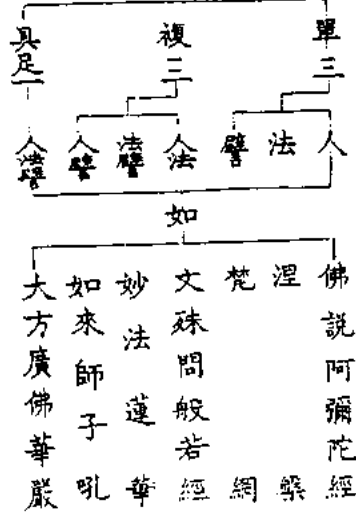 單三
複三
具足一
人
法
譬
人法
法譬
人譬
人法譬
如
佛說阿彌陀經
涅槃
梵網
文殊問般若經
妙法蓮華
如來師子吼
大方廣佛華嚴